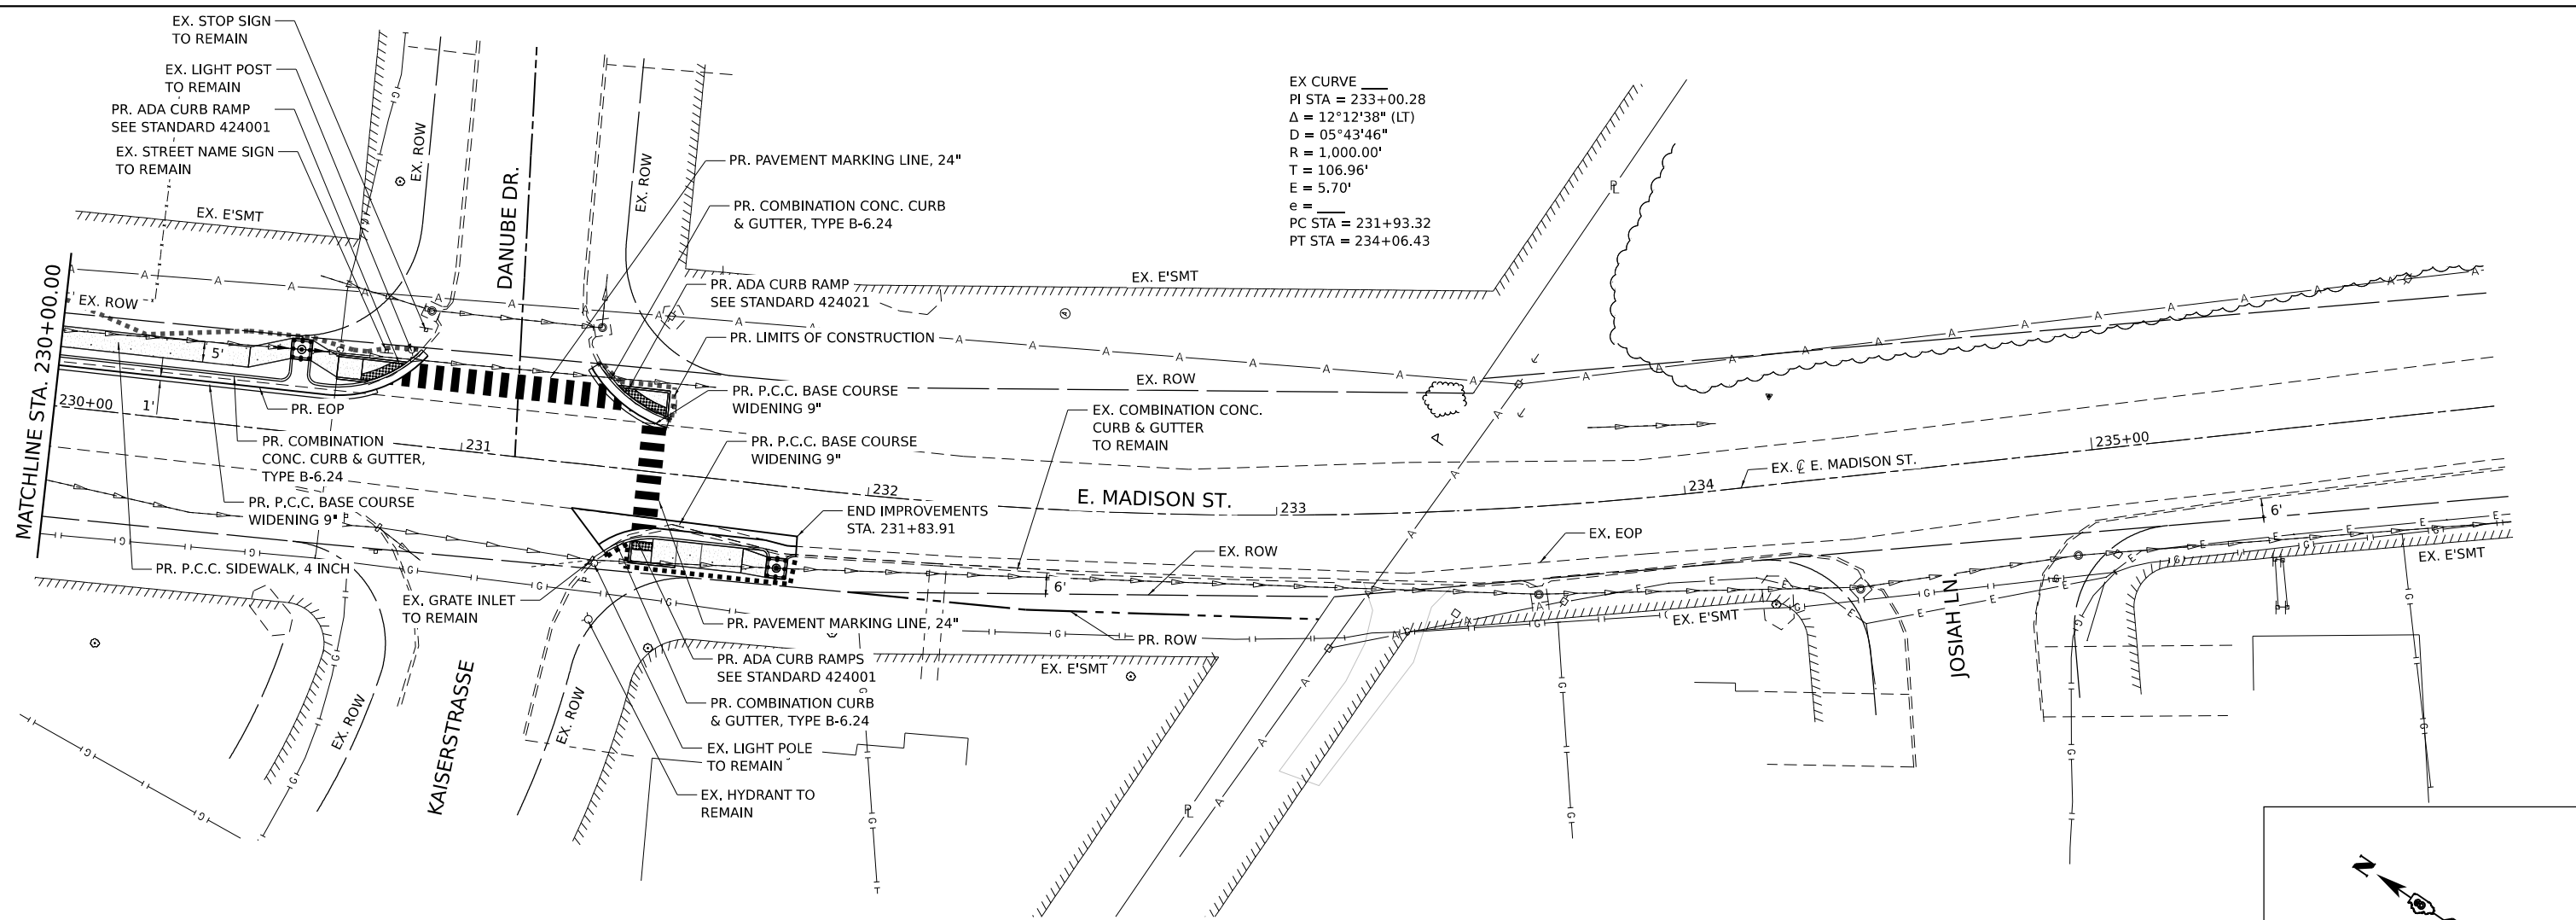 EX. STOP SIGN
TO REMAIN
EX. LIGHT POST
TO REMAIN
PR. ADA CURB RAMP
SEE STANDARD 424001
EX. STREET NAME SIGN
TO REMAIN
EX. E'SMT
EX. ROW
MATCHLINE STA. 230+00.00
230+00
5'
1'
PR. EOP
PR. COMBINATION
CONC. CURB & GUTTER,
TYPE B-6.24
PR. P.C.C. BASE COURSE
WIDENING 9"
PR. P.C.C. SIDEWALK, 4 INCH
EX. ROW
DANUBE DR.
EX. ROW
PR. PAVEMENT MARKING LINE, 24"
PR. COMBINATION CONC. CURB
& GUTTER, TYPE B-6.24
PR. ADA CURB RAMP
SEE STANDARD 424021
PR. LIMITS OF CONSTRUCTION
PR. P.C.C. BASE COURSE
WIDENING 9"
PR. P.C.C. BASE COURSE
WIDENING 9"
231
232
233
234
235+00
END IMPROVEMENTS
STA. 231+83.91
EX. GRATE INLET
TO REMAIN
PR. PAVEMENT MARKING LINE, 24"
PR. ADA CURB RAMPS
SEE STANDARD 424001
PR. COMBINATION CURB
& GUTTER, TYPE B-6.24
EX. LIGHT POLE
TO REMAIN
EX. HYDRANT TO
REMAIN
EX. ROW
KAISERSTRASSE
EX. ROW
EX CURVE ____
PI STA = 233+00.28
Δ = 12°12'38" (LT)
D = 05°43'46"
R = 1,000.00'
T = 106.96'
E = 5.70'
e = ____
PC STA = 231+93.32
PT STA = 234+06.43
EX. E'SMT
EX. ROW
EX. COMBINATION CONC.
CURB & GUTTER
TO REMAIN
E. MADISON ST.
EX. ℄ E. MADISON ST.
EX. EOP
EX. ROW
6'
PR. ROW
EX. E'SMT
EX. E'SMT
JOSIAH LN
6'
EX. E'SMT
N